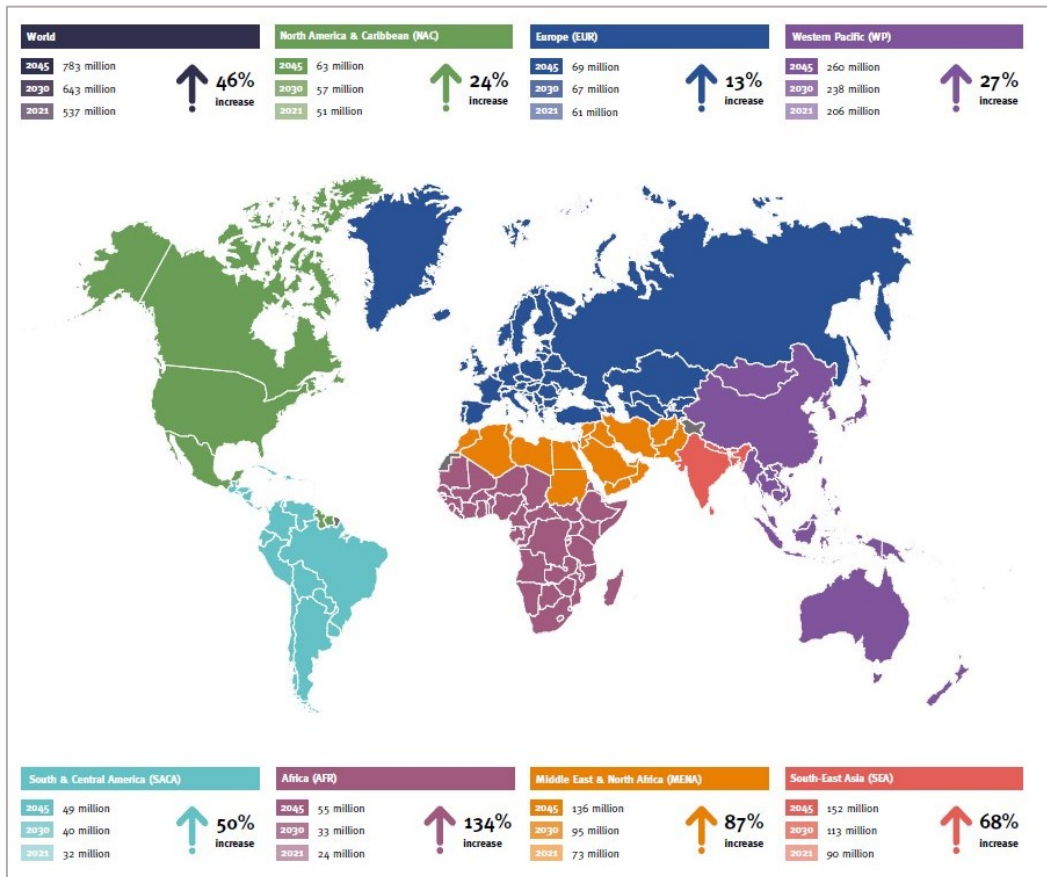 World
2045 783 million
2030 643 million
2021 537 million
46%
increase
North America & Caribbean (NAC)
2045 63 million
2030 57 million
2021 51 million
24%
increase
Europe (EUR)
2045 69 million
2030 67 million
2021 61 million
13%
increase
Western Pacific (WP)
2045 260 million
2030 238 million
2021 206 million
27%
increase
South & Central America (SACA)
2045 49 million
2030 40 million
2021 32 million
50%
increase
Africa (AFR)
2045 55 million
2030 33 million
2021 24 million
134%
increase
Middle East & North Africa (MENA)
2045 136 million
2030 95 million
2021 73 million
87%
increase
South-East Asia (SEA)
2045 152 million
2030 113 million
2021 90 million
68%
increase